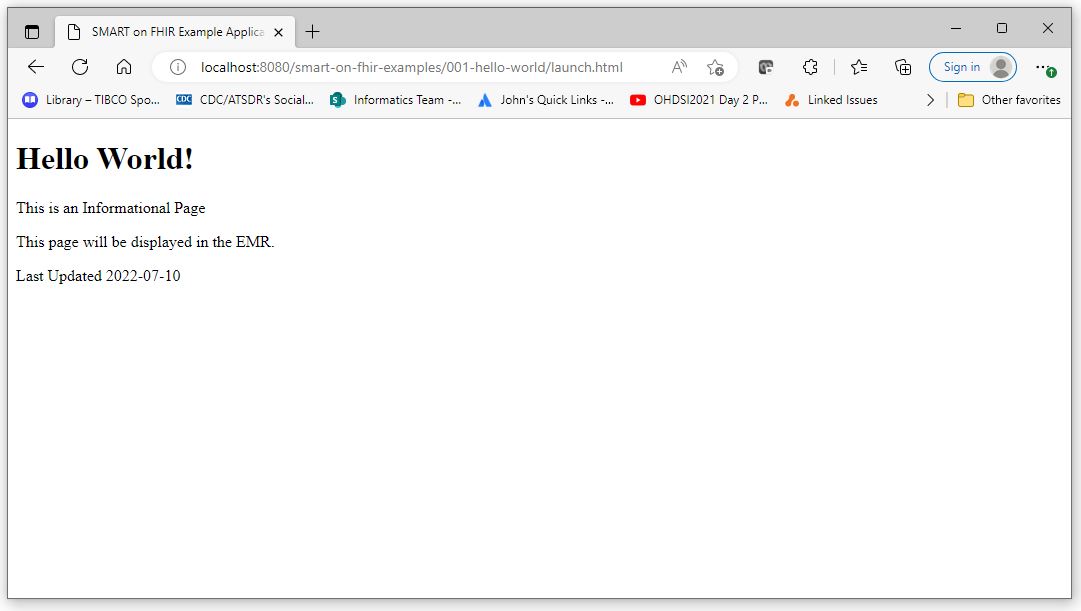 SMART on FHIR Example Applica
localhost:8080/smart-on-fhir-examples/001-hello-world/launch.html
Sign in
Library – TIBCO Spo... CDC CDC/ATSDR's Social... S Informatics Team -... John's Quick Links -... OHDSI2021 Day 2 P... Linked Issues Other favorites
Hello World!
This is an Informational Page
This page will be displayed in the EMR.
Last Updated 2022-07-10